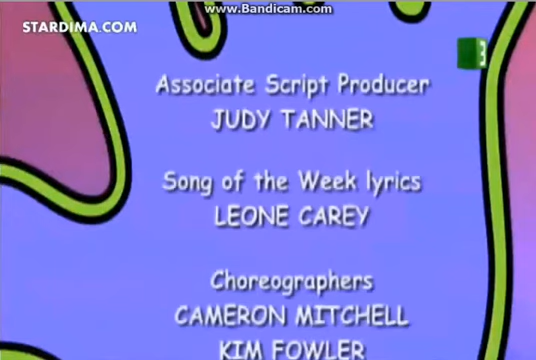 www.Bandicam.com
STARDIMA.COM
3
Associate Script Producer
JUDY TANNER
Song of the Week lyrics
LEONE CAREY
Choreographers
CAMERON MITCHELL
KIM FOWLER